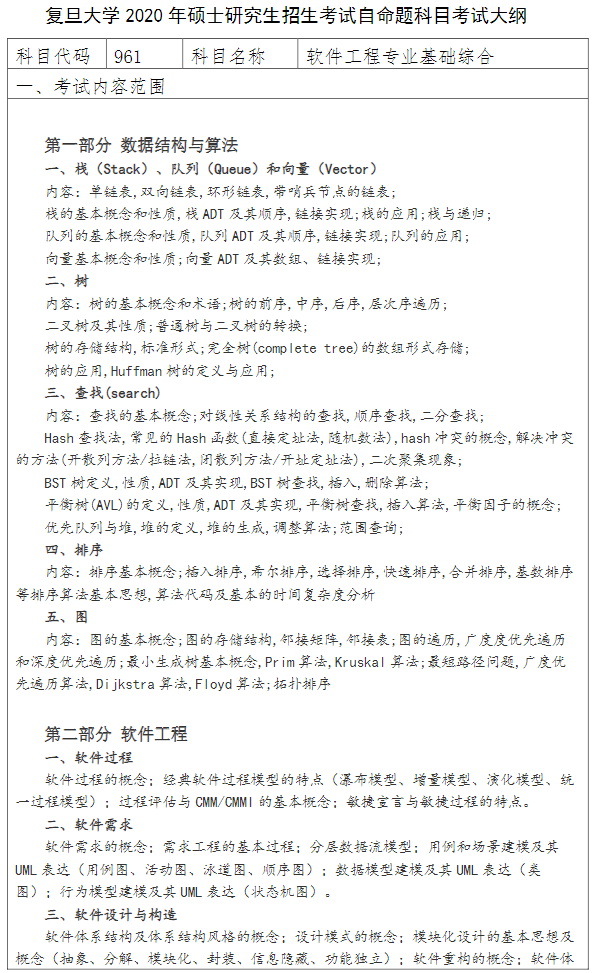 复旦大学 2020 年硕士研究生招生考试自命题科目考试大纲
科目代码 961 科目名称 软件工程专业基础综合
一、考试内容范围
第一部分 数据结构与算法
一、栈（Stack）、队列（Queue）和向量（Vector）
内容：单链表,双向链表,环形链表,带哨兵节点的链表;
栈的基本概念和性质,栈 ADT 及其顺序,链接实现;栈的应用;栈与递归;
队列的基本概念和性质,队列 ADT 及其顺序,链接实现;队列的应用;
向量基本概念和性质;向量 ADT 及其数组、链接实现;
二、树
内容：树的基本概念和术语;树的前序,中序,后序,层次序遍历;
二叉树及其性质;普通树与二叉树的转换;
树的存储结构,标准形式;完全树(complete tree)的数组形式存储;
树的应用,Huffman 树的定义与应用;
三、查找(search)
内容：查找的基本概念;对线性关系结构的查找,顺序查找,二分查找;
Hash 查找法,常见的 Hash 函数(直接定址法,随机数法),hash 冲突的概念,解决冲突
的方法(开散列方法/拉链法,闭散列方法/开址定址法),二次聚集现象;
BST 树定义,性质,ADT 及其实现,BST 树查找,插入,删除算法;
平衡树(AVL)的定义,性质,ADT 及其实现,平衡树查找,插入算法,平衡因子的概念;
优先队列与堆,堆的定义,堆的生成,调整算法;范围查询;
四、排序
内容：排序基本概念;插入排序,希尔排序,选择排序,快速排序,合并排序,基数排序
等排序算法基本思想,算法代码及基本的时间复杂度分析
五、图
内容：图的基本概念;图的存储结构,邻接矩阵,邻接表;图的遍历,广度度优先遍历
和深度优先遍历;最小生成树基本概念,Prim 算法,Kruskal 算法;最短路径问题,广度优
先遍历算法,Dijkstra 算法,Floyd 算法;拓扑排序
第二部分 软件工程
一、软件过程
软件过程的概念；经典软件过程模型的特点（瀑布模型、增量模型、演化模型、统
一过程模型）；过程评估与 CMM/CMMI 的基本概念；敏捷宣言与敏捷过程的特点。
二、软件需求
软件需求的概念；需求工程的基本过程；分层数据流模型；用例和场景建模及其
UML 表达（用例图、活动图、泳道图、顺序图）；数据模型建模及其 UML 表达（类
图）；行为模型建模及其 UML 表达（状态机图）。
三、软件设计与构造
软件体系结构及体系结构风格的概念；设计模式的概念；模块化设计的基本思想及
概念（抽象、分解、模块化、封装、信息隐藏、功能独立）；软件重构的概念；软件体